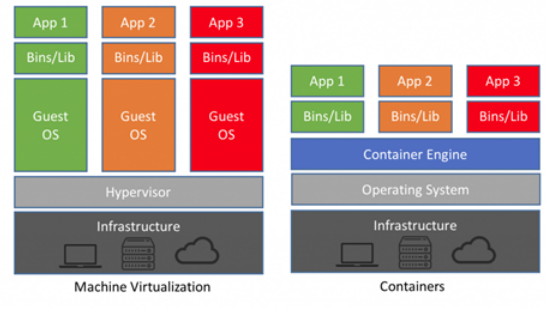 App 1
App 2
App 3
Bins/Lib
Bins/Lib
Bins/Lib
Guest
OS
Guest
OS
Guest
OS
Hypervisor
Infrastructure
Machine Virtualization
App 1
App 2
App 3
Bins/Lib
Bins/Lib
Bins/Lib
Container Engine
Operating System
Infrastructure
Containers